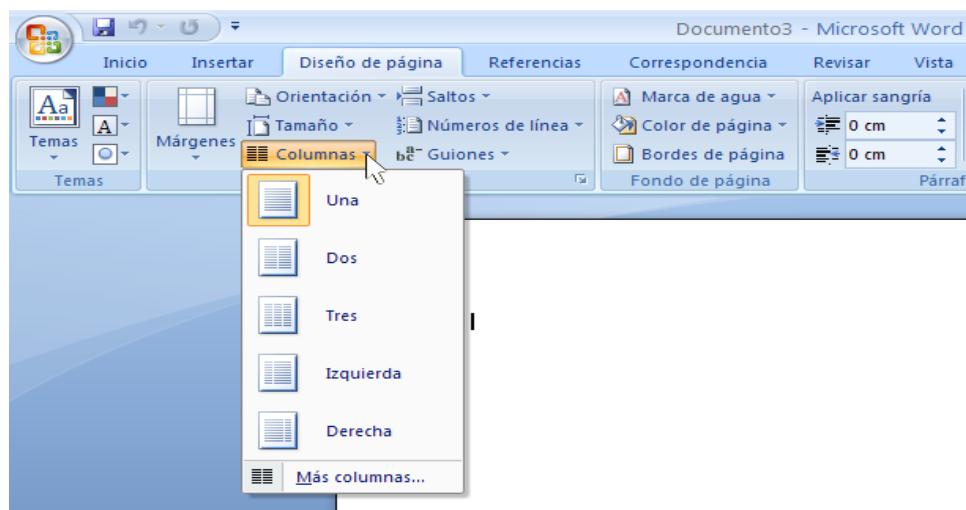 Documento3 - Microsoft Word
Inicio Insertar Diseño de página Referencias Correspondencia Revisar Vista
Temas
Márgenes
Orientación
Tamaño
Columnas
Saltos
Números de línea
Guiones
Marca de agua
Color de página
Bordes de página
Aplicar sangría
0 cm
0 cm
Temas
Fondo de página
Una
Dos
Tres
Izquierda
Derecha
Más columnas...